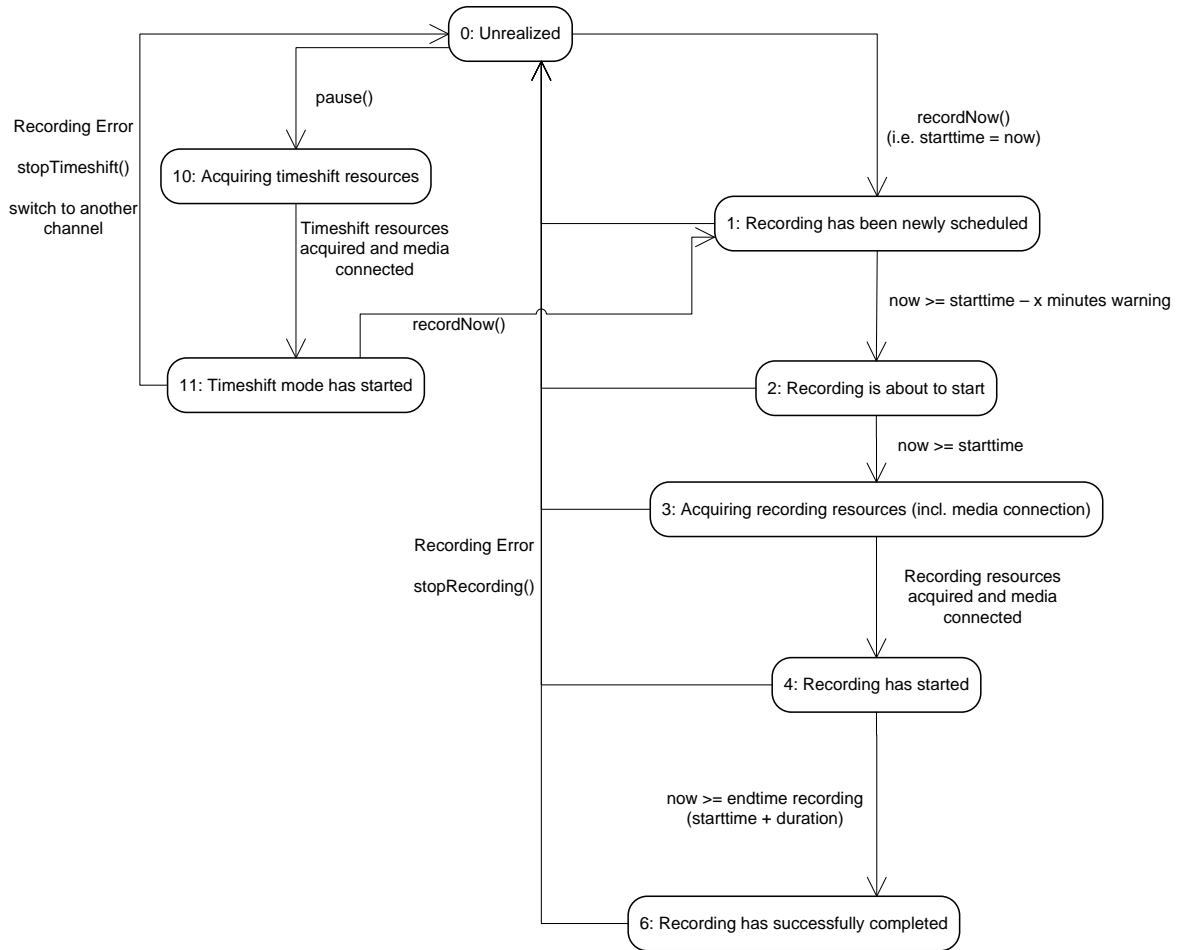 0: Unrealized
pause()
recordNow()
(i.e. starttime = now)
Recording Error
stopTimeshift()
switch to another
channel
10: Acquiring timeshift resources
1: Recording has been newly scheduled
Timeshift resources
acquired and media
connected
now >= starttime – x minutes warning
recordNow()
11: Timeshift mode has started
2: Recording is about to start
now >= starttime
3: Acquiring recording resources (incl. media connection)
Recording Error
stopRecording()
Recording resources
acquired and media
connected
4: Recording has started
now >= endtime recording
(starttime + duration)
6: Recording has successfully completed